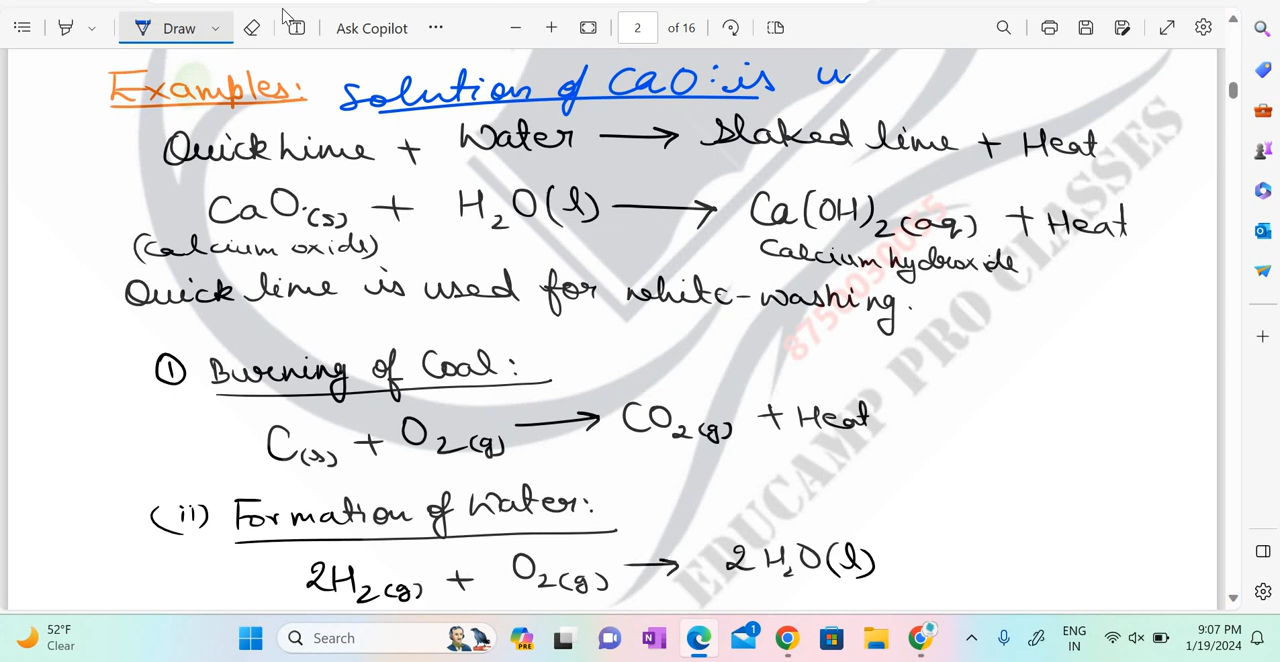 Draw
Ask Copilot
2 of 16
Examples: Solution of CaO: is u
Quick Lime + Water → Slaked lime + Heat
CaO(s) + H2O(l) → Ca(OH)2(aq) + Heat
(Calcium oxide) Calcium hydroxide
Quick lime is used for white-washing.
① Burning of Coal:
C(s) + O2(g) → CO2(g) + Heat
(ii) Formation of Water:
2H2(g) + O2(g) → 2H2O(l)
8750030055
EDUCAMP PRO CLASSES
52°F
Clear
Search
PRE
1
ENG
IN
9:07 PM
1/19/2024